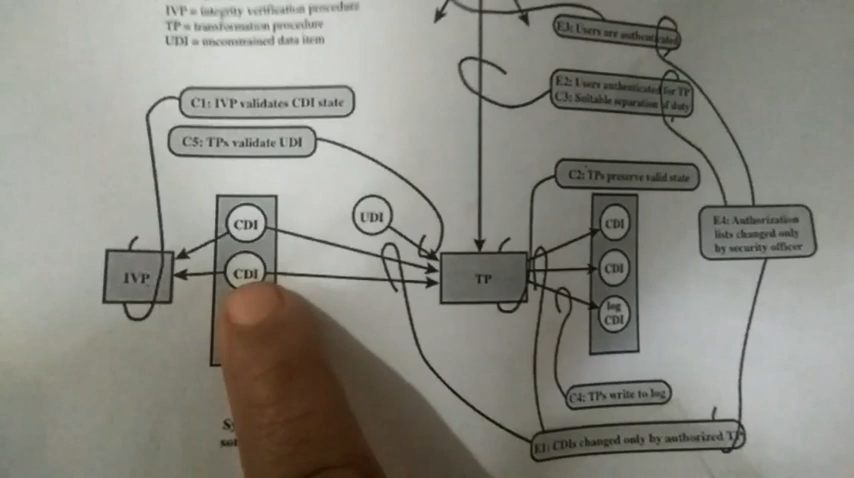 IVP = integrity verification procedure
TP = transformation procedure
UDI = unconstrained data item
E3: Users are authenticated
C1: IVP validates CDI state
E2: Users authenticated for TP
C3: Suitable separation of duty
C5: TPs validate UDI
C2: TPs preserve valid state
CDI
UDI
CDI
E4: Authorization
lists changed only
by security officer
IVP
CDI
TP
CDI
log
CDI
C4: TPs write to log
E1: CDIs changed only by authorized TP